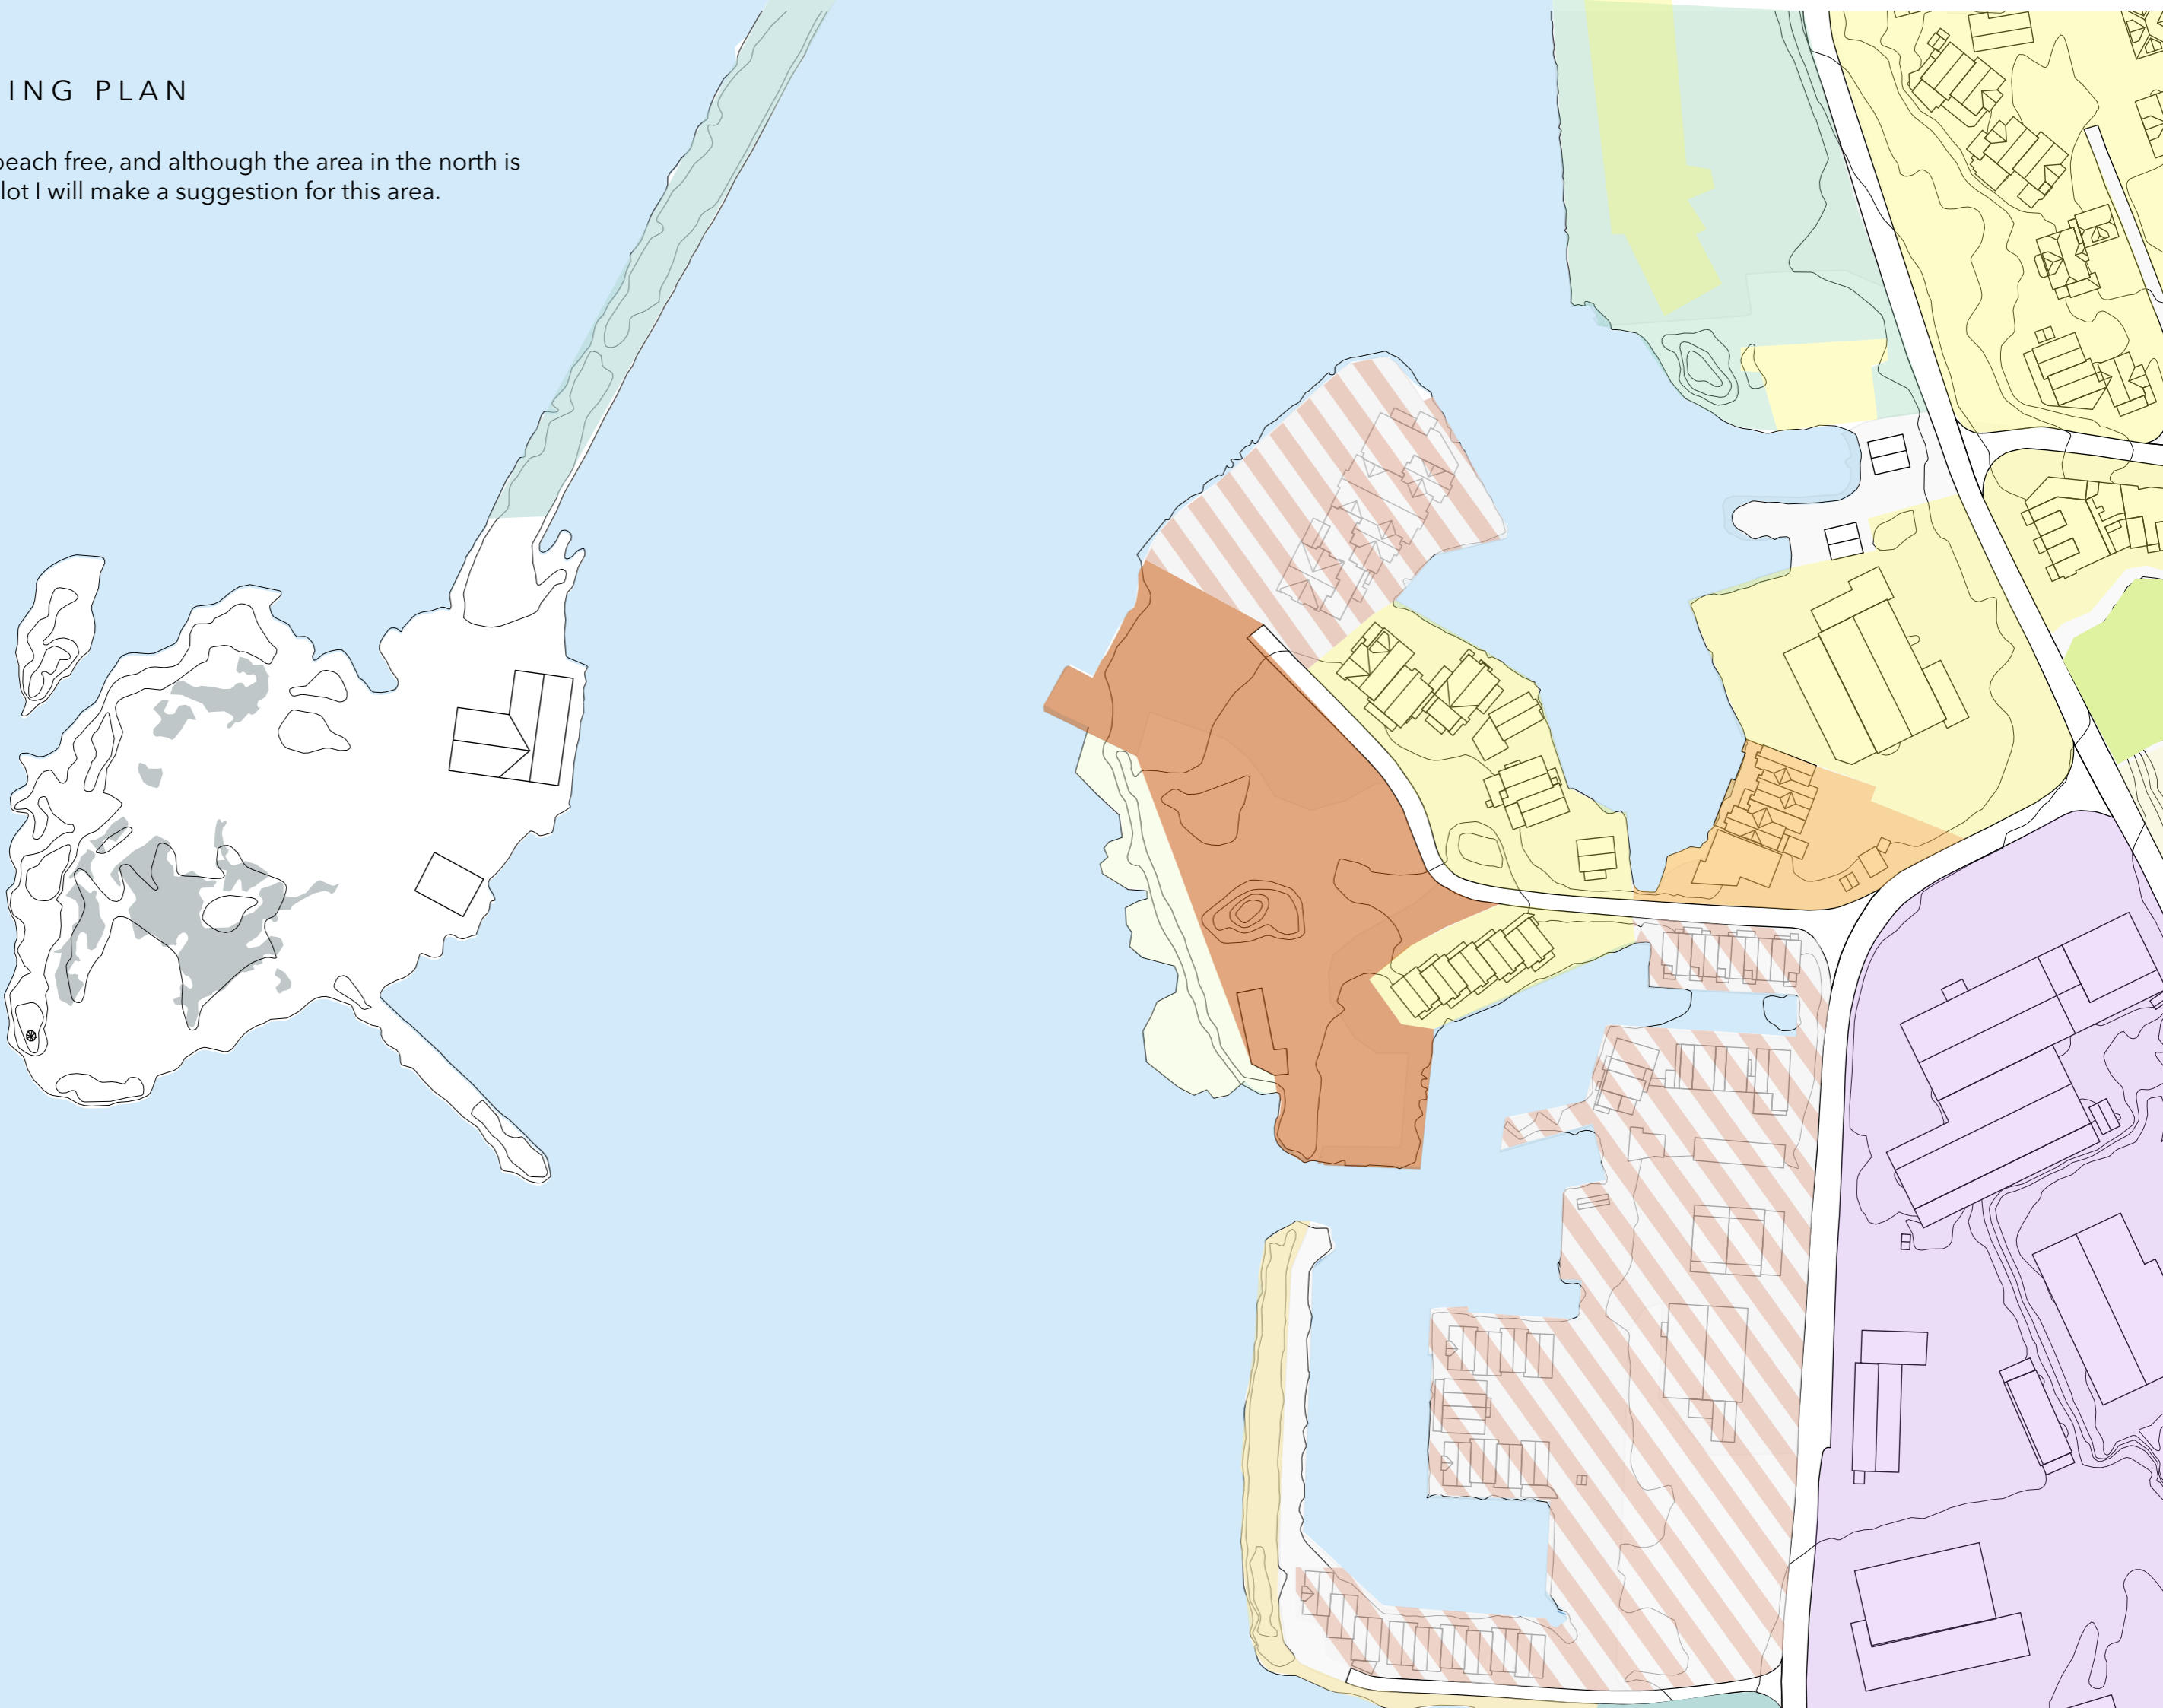 ING PLAN
beach free, and although the area in the north is
lot I will make a suggestion for this area.